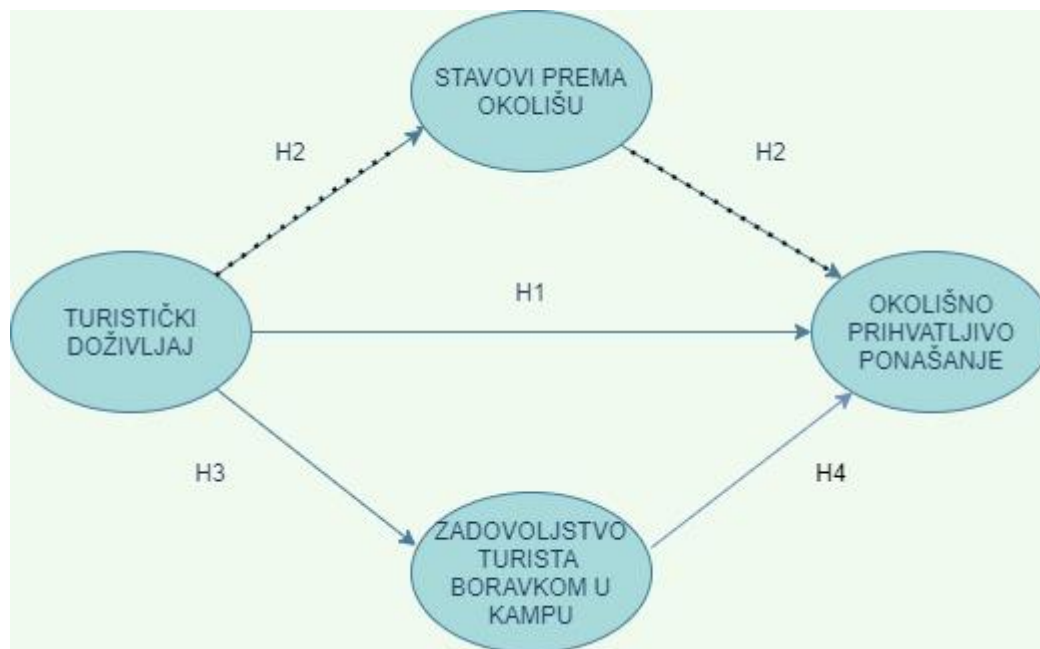 STAVOVI PREMA
OKOLIŠU
H2
H2
H1
TURISTIČKI
DOŽIVLJAJ
OKOLIŠNO
PRIHVATLJIVO
PONAŠANJE
H3
H4
ZADOVOLJSTVO
TURISTA
BORAVKOM U
KAMPU